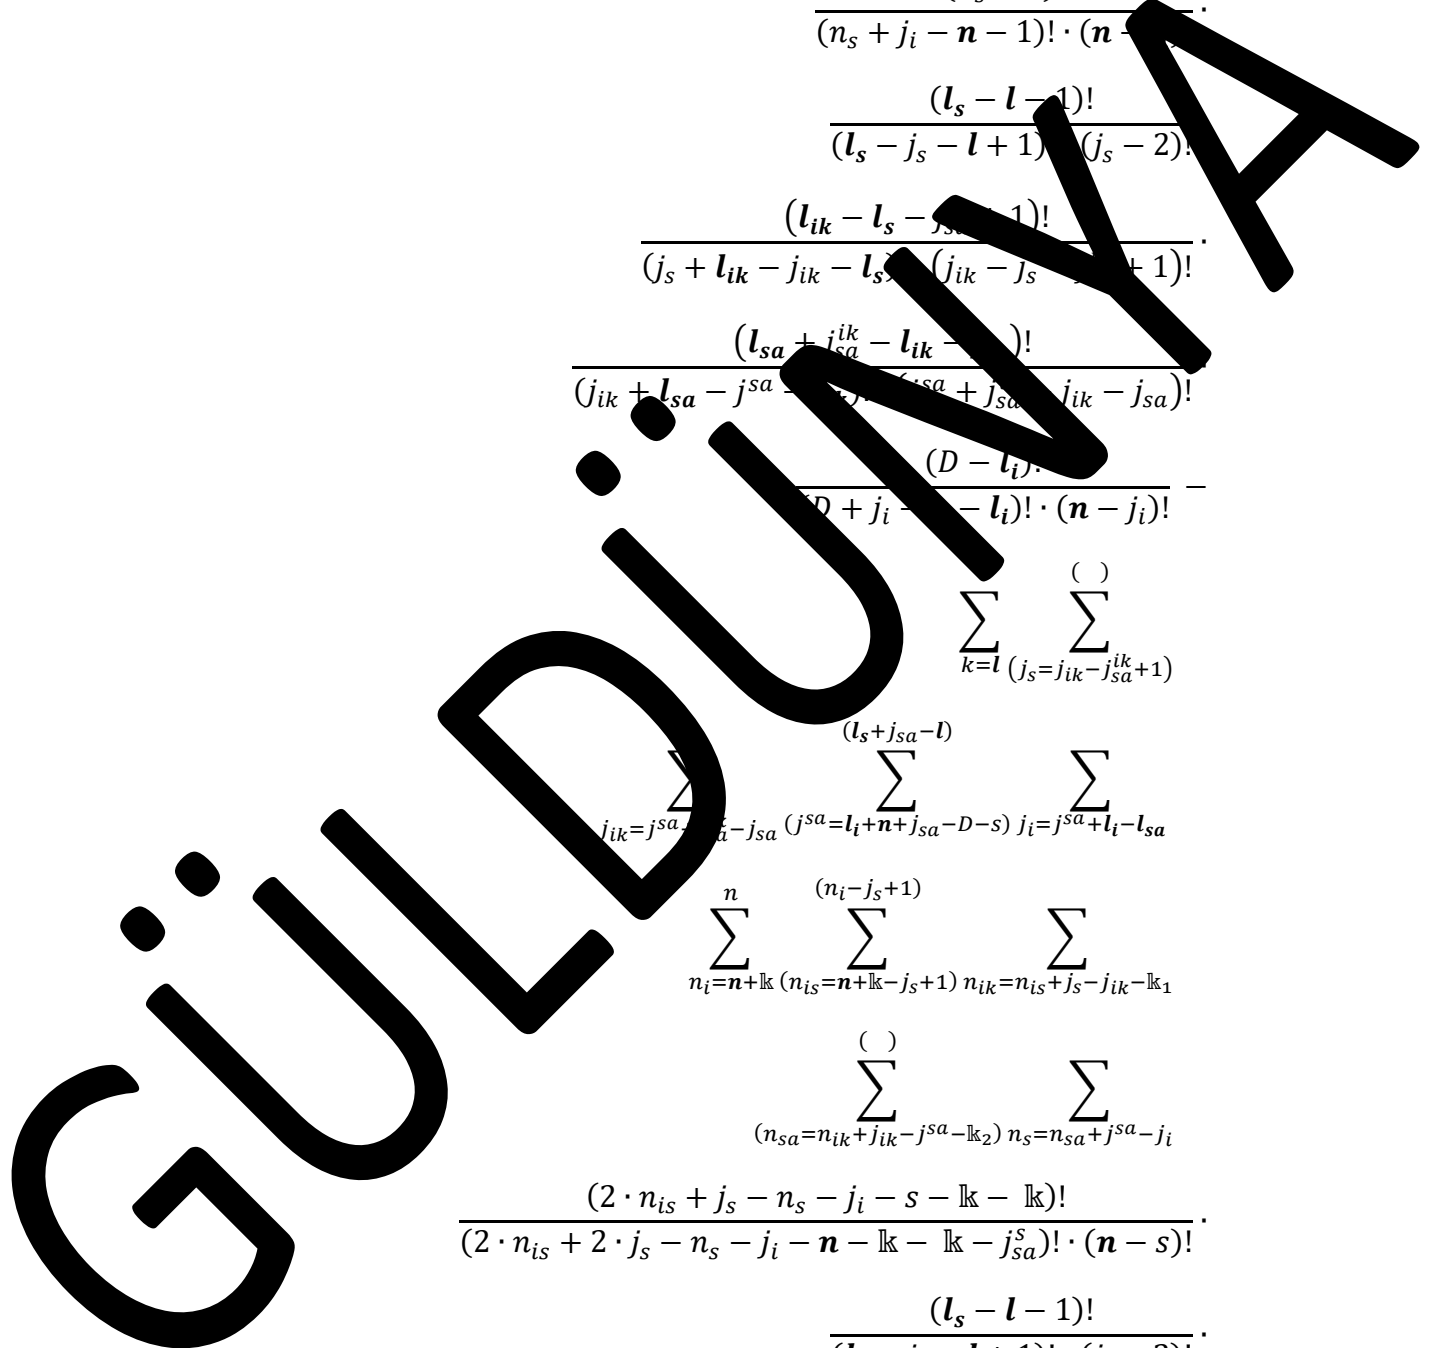 (n_s + j_i − n − 1)! · (n −
(l_s − l − 1)!
(l_s − j_s − l + 1) (j_s − 2)!
(l_ik − l_s − 1)! ·
(j_s + l_ik − j_ik − l_s) (j_ik − j_s + 1)!
(l_sa + j_sa^ik − l_ik − )!
(j_ik + l_sa − j^sa − j_ik − j_sa)!
(D − l_i)! −
(D + j_i − − l_i)! · (n − j_i)!
( )
∑ ∑
k=l (j_s=j_ik−j_sa^ik+1)
(l_s+j_sa−l)
∑ ∑ ∑
j_ik=j^sa −j_sa (j^sa=l_i+n+j_sa−D−s) j_i=j^sa+l_i−l_sa
n (n_i−j_s+1)
∑ ∑ ∑
n_i=n+𝕜 (n_is=n+𝕜−j_s+1) n_ik=n_is+j_s−j_ik−𝕜_1
( )
∑ ∑
(n_sa=n_ik+j_ik−j^sa−𝕜_2) n_s=n_sa+j^sa−j_i
(2 · n_is + j_s − n_s − j_i − s − 𝕜 − 𝕜)! ·
(2 · n_is + 2 · j_s − n_s − j_i − n − 𝕜 − 𝕜 − j_sa^s)! · (n − s)!
(l_s − l − 1)! ·
GÜLDÜNYA